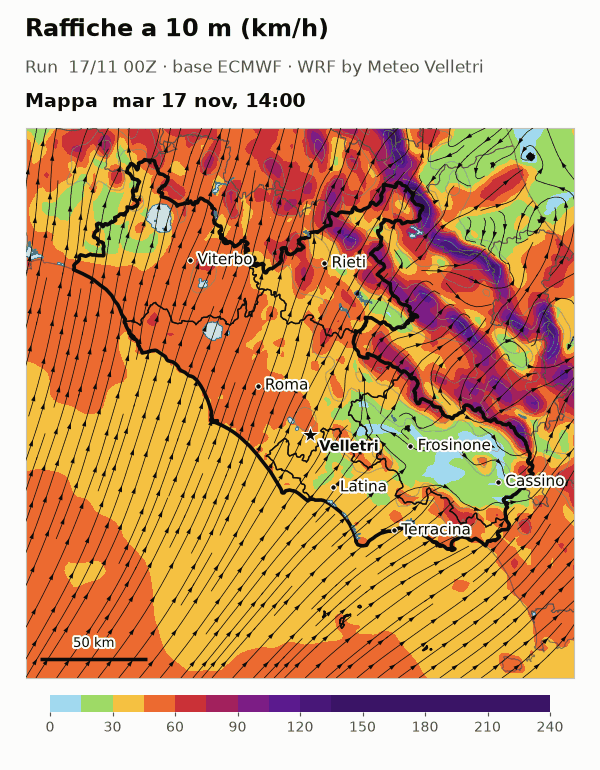 Raffiche a 10 m (km/h)
Run 17/11 00Z · base ECMWF · WRF by Meteo Velletri
Mappa mar 17 nov, 14:00
Viterbo
Rieti
Roma
Velletri
Frosinone
Cassino
Latina
Terracina
50 km
0 30 60 90 120 150 180 210 240